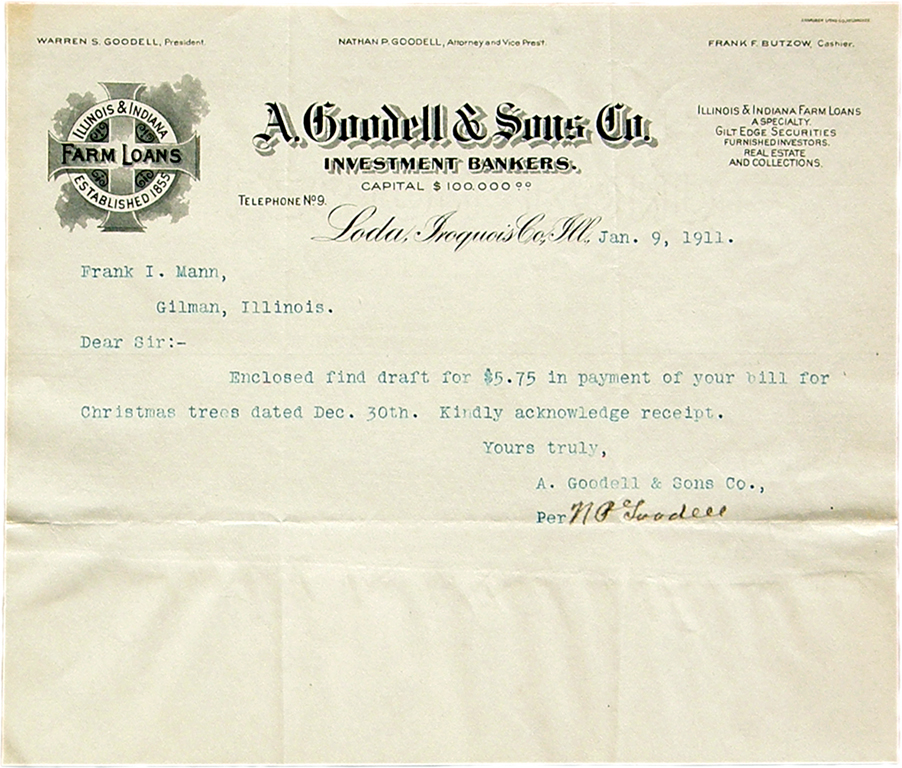 WARREN S. GOODELL, President.
NATHAN P. GOODELL, Attorney and Vice Prest.
FRANK F. BUTZOW, Cashier.
ILLINOIS & INDIANA
FARM LOANS
ESTABLISHED 1855
A. Goodell & Sons Co.
INVESTMENT BANKERS.
CAPITAL $100.000 00
TELEPHONE No 9.
ILLINOIS & INDIANA FARM LOANS
A SPECIALTY.
GILT EDGE SECURITIES
FURNISHED INVESTORS.
REAL ESTATE
AND COLLECTIONS.
Loda, Iroquois Co, Ill, Jan. 9, 1911.
Frank I. Mann,
Gilman, Illinois.
Dear Sir:-
Enclosed find draft for $5.75 in payment of your bill for
Christmas trees dated Dec. 30th. Kindly acknowledge receipt.
Yours truly,
A. Goodell & Sons Co.,
Per N P Goodell